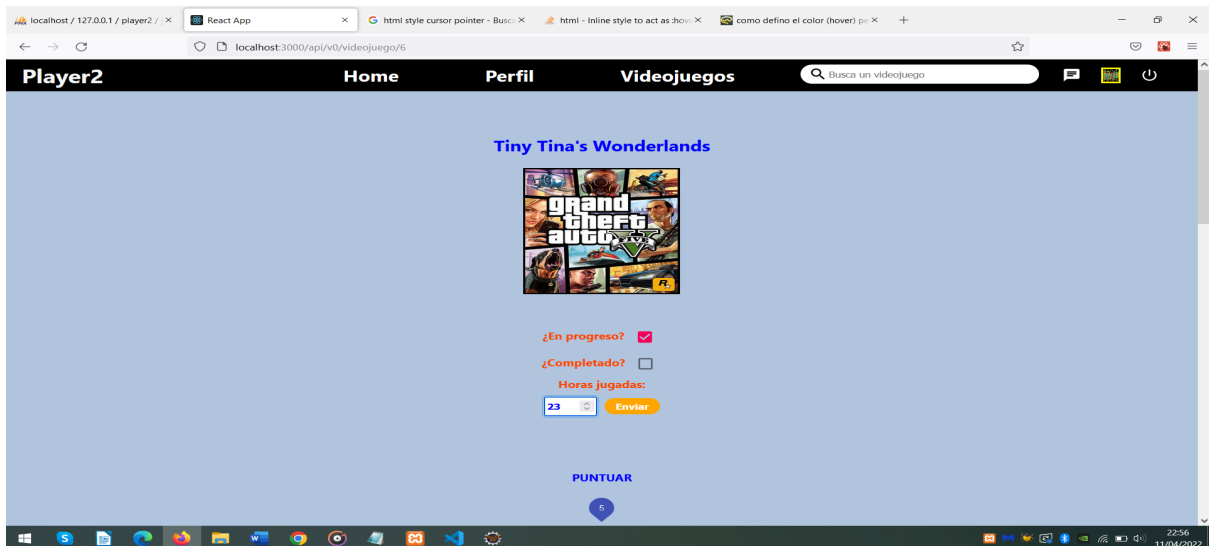 localhost / 127.0.0.1 / player2 /
React App
html style cursor pointer - Busc
html - Inline style to act as :hov
como defino el color (hover) pe
localhost:3000/api/v0/videojuego/6
Player2
Home
Perfil
Videojuegos
Busca un videojuego
Tiny Tina's Wonderlands
grand
theft
auto
FIVE
R
¿En progreso?
¿Completado?
Horas jugadas:
23
Enviar
PUNTUAR
5
22:56
11/04/2022